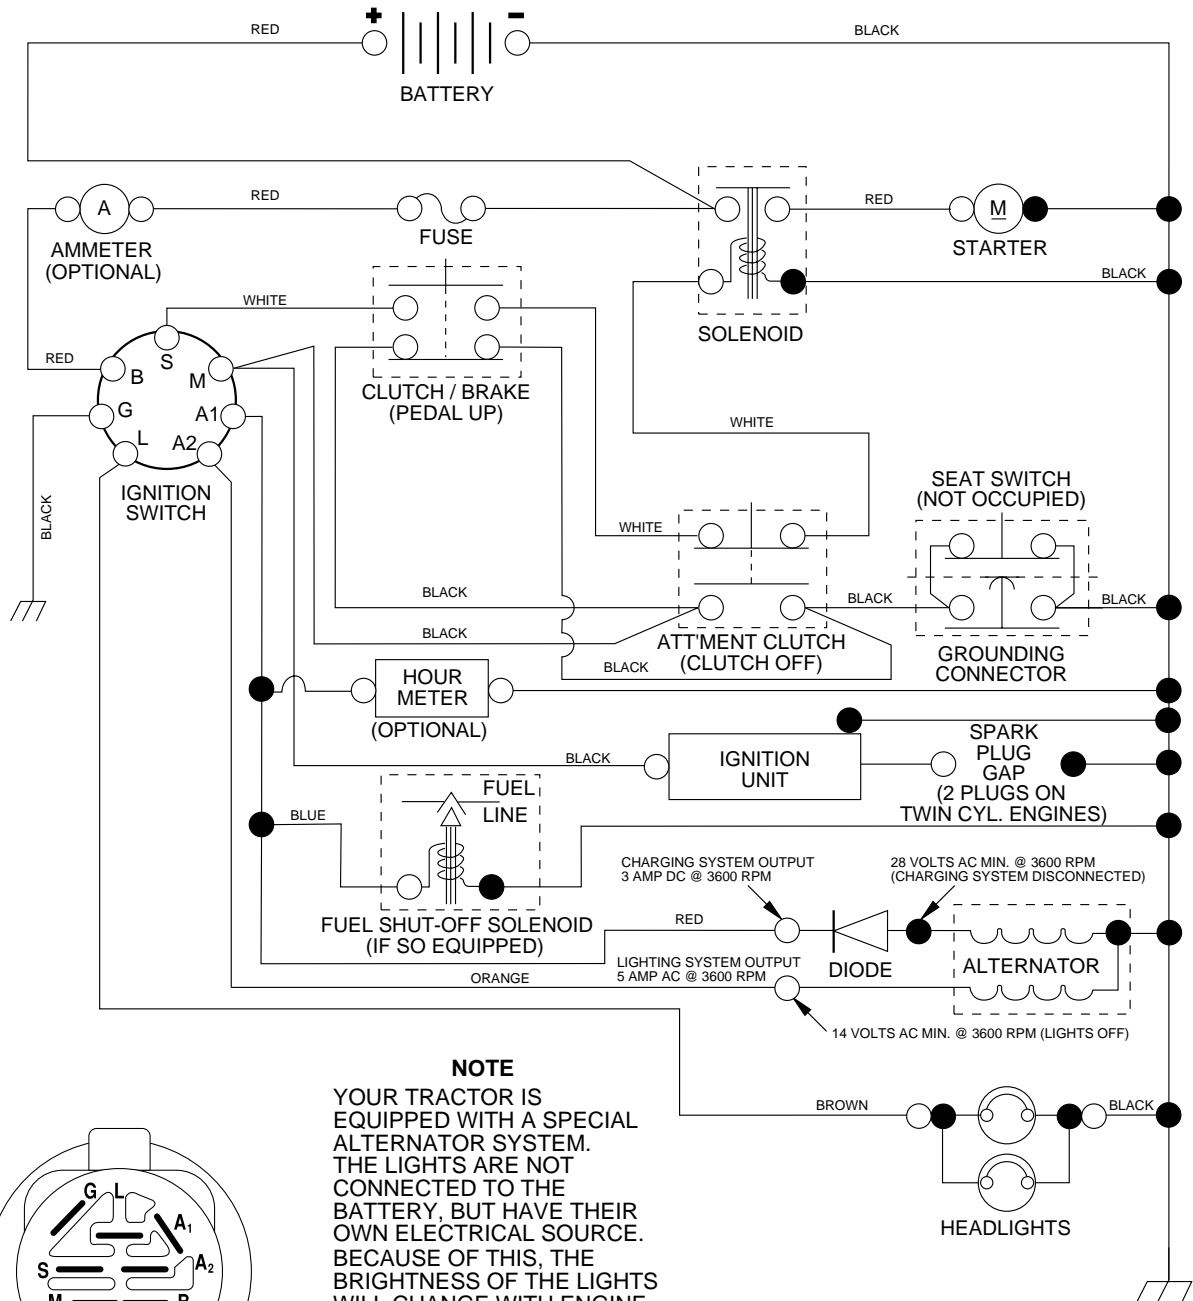 +
-
RED
BLACK
BATTERY
A
RED
RED
M
AMMETER
(OPTIONAL)
FUSE
STARTER
BLACK
WHITE
SOLENOID
RED
S
B
M
CLUTCH / BRAKE
(PEDAL UP)
G
A1
L
A2
WHITE
IGNITION
SWITCH
BLACK
SEAT SWITCH
(NOT OCCUPIED)
WHITE
BLACK
BLACK
BLACK
BLACK
ATT'MENT CLUTCH
(CLUTCH OFF)
BLACK
GROUNDING
CONNECTOR
HOUR
METER
(OPTIONAL)
BLACK
IGNITION
UNIT
SPARK
PLUG
GAP
(2 PLUGS ON
TWIN CYL. ENGINES)
FUEL
LINE
BLUE
FUEL SHUT-OFF SOLENOID
(IF SO EQUIPPED)
CHARGING SYSTEM OUTPUT
3 AMP DC @ 3600 RPM
28 VOLTS AC MIN. @ 3600 RPM
(CHARGING SYSTEM DISCONNECTED)
RED
DIODE
ALTERNATOR
LIGHTING SYSTEM OUTPUT
5 AMP AC @ 3600 RPM
ORANGE
14 VOLTS AC MIN. @ 3600 RPM (LIGHTS OFF)
BROWN
BLACK
HEADLIGHTS
NOTE
YOUR TRACTOR IS
EQUIPPED WITH A SPECIAL
ALTERNATOR SYSTEM.
THE LIGHTS ARE NOT
CONNECTED TO THE
BATTERY, BUT HAVE THEIR
OWN ELECTRICAL SOURCE.
BECAUSE OF THIS, THE
BRIGHTNESS OF THE LIGHTS
WILL CHANGE WITH ENGINE
G
L
A1
A2
S
M
B